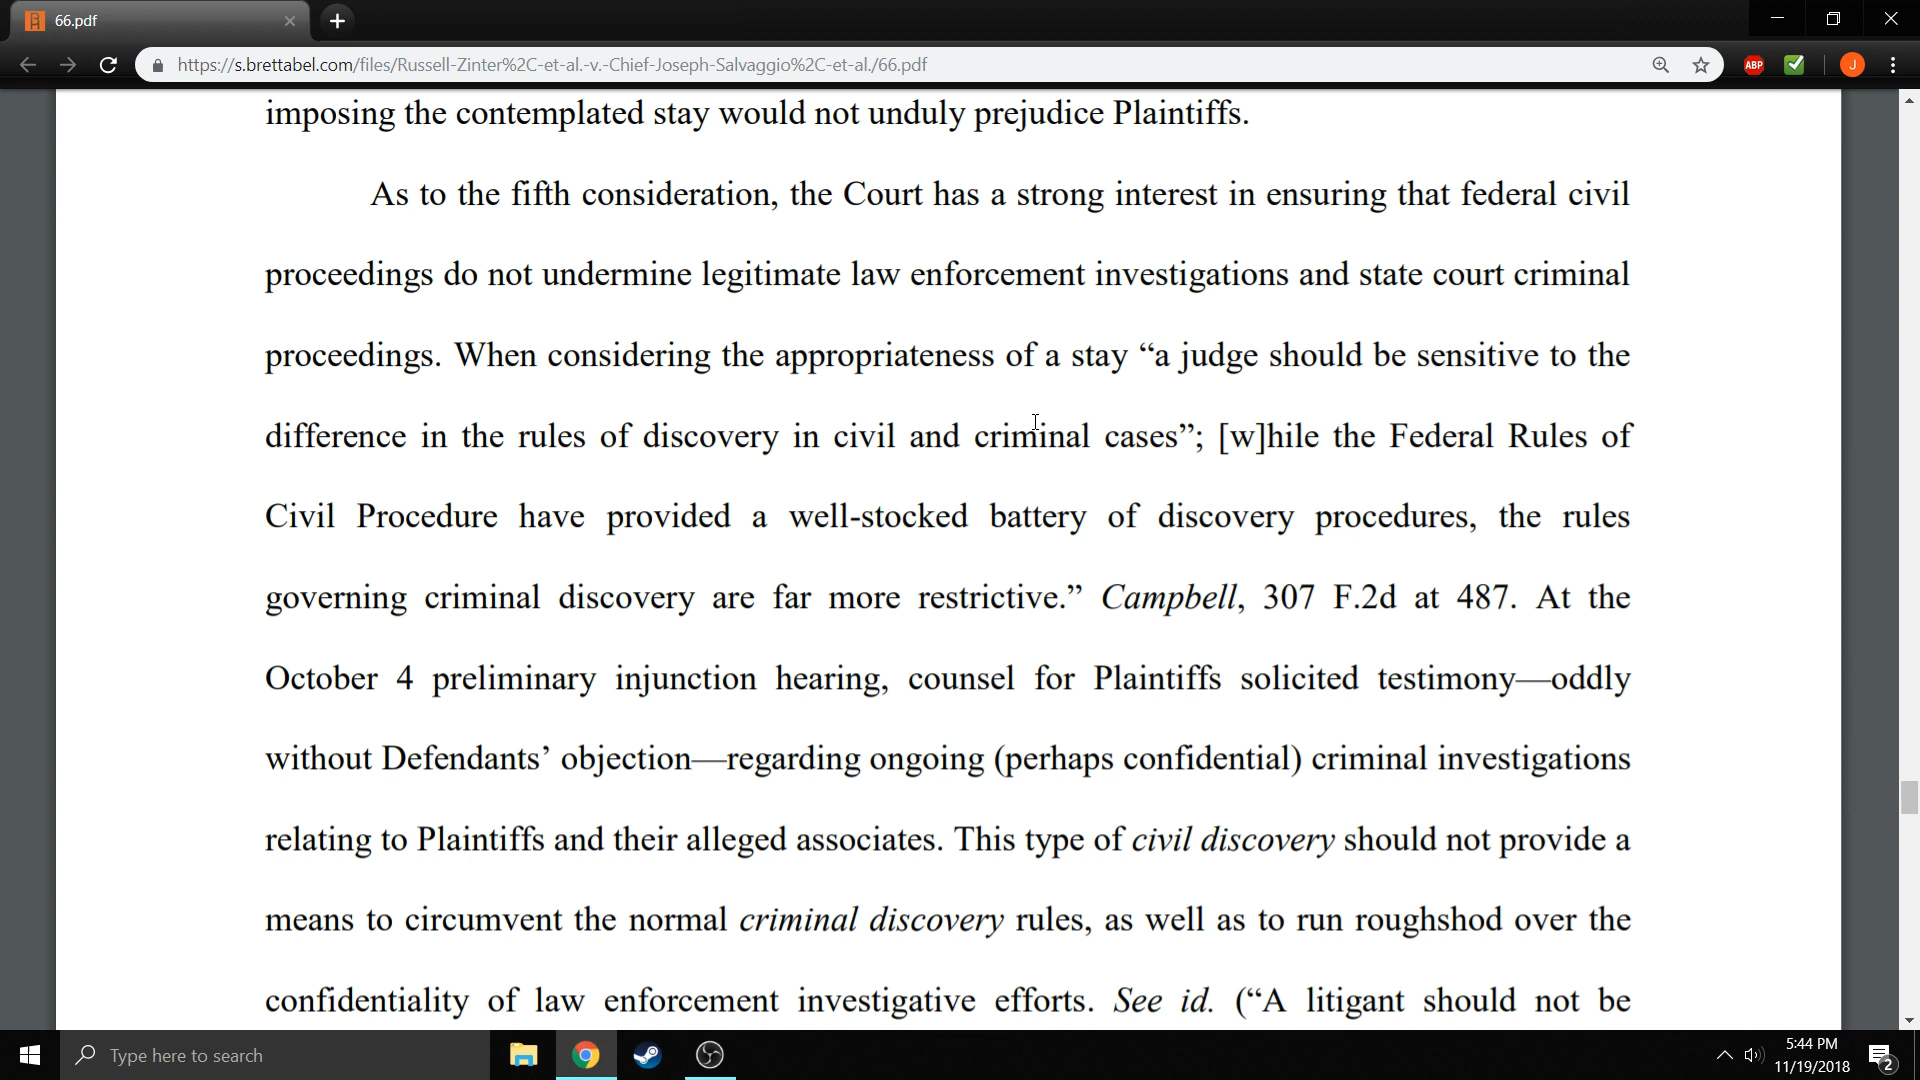 66.pdf
https://s.brettabel.com/files/Russell-Zinter%2C-et-al.-v.-Chief-Joseph-Salvaggio%2C-et-al./66.pdf
ABP
J
imposing the contemplated stay would not unduly prejudice Plaintiffs.
As to the fifth consideration, the Court has a strong interest in ensuring that federal civil
proceedings do not undermine legitimate law enforcement investigations and state court criminal
proceedings. When considering the appropriateness of a stay “a judge should be sensitive to the
difference in the rules of discovery in civil and criminal cases”; [w]hile the Federal Rules of
Civil Procedure have provided a well-stocked battery of discovery procedures, the rules
governing criminal discovery are far more restrictive.” Campbell, 307 F.2d at 487. At the
October 4 preliminary injunction hearing, counsel for Plaintiffs solicited testimony—oddly
without Defendants’ objection—regarding ongoing (perhaps confidential) criminal investigations
relating to Plaintiffs and their alleged associates. This type of civil discovery should not provide a
means to circumvent the normal criminal discovery rules, as well as to run roughshod over the
confidentiality of law enforcement investigative efforts. See id. (“A litigant should not be
Type here to search
5:44 PM
11/19/2018
2